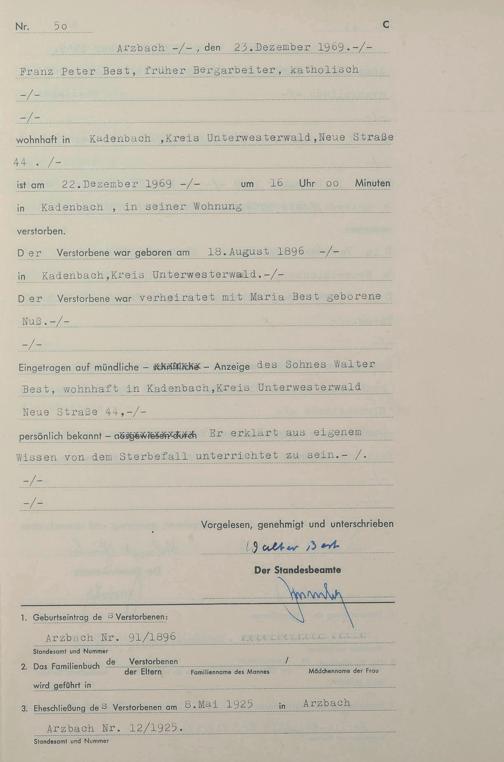 Nr. 50 C
Arzbach -/- , den 23.Dezember 1969.-/-
Franz Peter Best, früher Bergarbeiter, katholisch
-/-
-/-
wohnhaft in Kadenbach ,Kreis Unterwesterwald,Neue Straße
44 . /-
ist am 22.Dezember 1969 -/- um 16 Uhr 00 Minuten
in Kadenbach , in seiner Wohnung
verstorben.
Der Verstorbene war geboren am 18.August 1896 -/-
in Kadenbach,Kreis Unterwesterwald.-/-
Der Verstorbene war verheiratet mit Maria Best geborene
Nuß.-/-
-/-
Eingetragen auf mündliche – schriftliche – Anzeige des Sohnes Walter
Best, wohnhaft in Kadenbach,Kreis Unterwesterwald
Neue Straße 44,-/-
persönlich bekannt – ausgewiesen durch Er erklärt aus eigenem
Wissen von dem Sterbefall unterrichtet zu sein.- /.
-/-
-/-
Vorgelesen, genehmigt und unterschrieben
Walter Best
Der Standesbeamte
1. Geburtseintrag des Verstorbenen:
Arzbach Nr. 91/1896
Standesamt und Nummer
2. Das Familienbuch de Verstorbenen /
der Eltern Familienname des Mannes Mädchenname der Frau
wird geführt in
3. Eheschließung des Verstorbenen am 8.Mai 1925 in Arzbach
Arzbach Nr. 12/1925.
Standesamt und Nummer